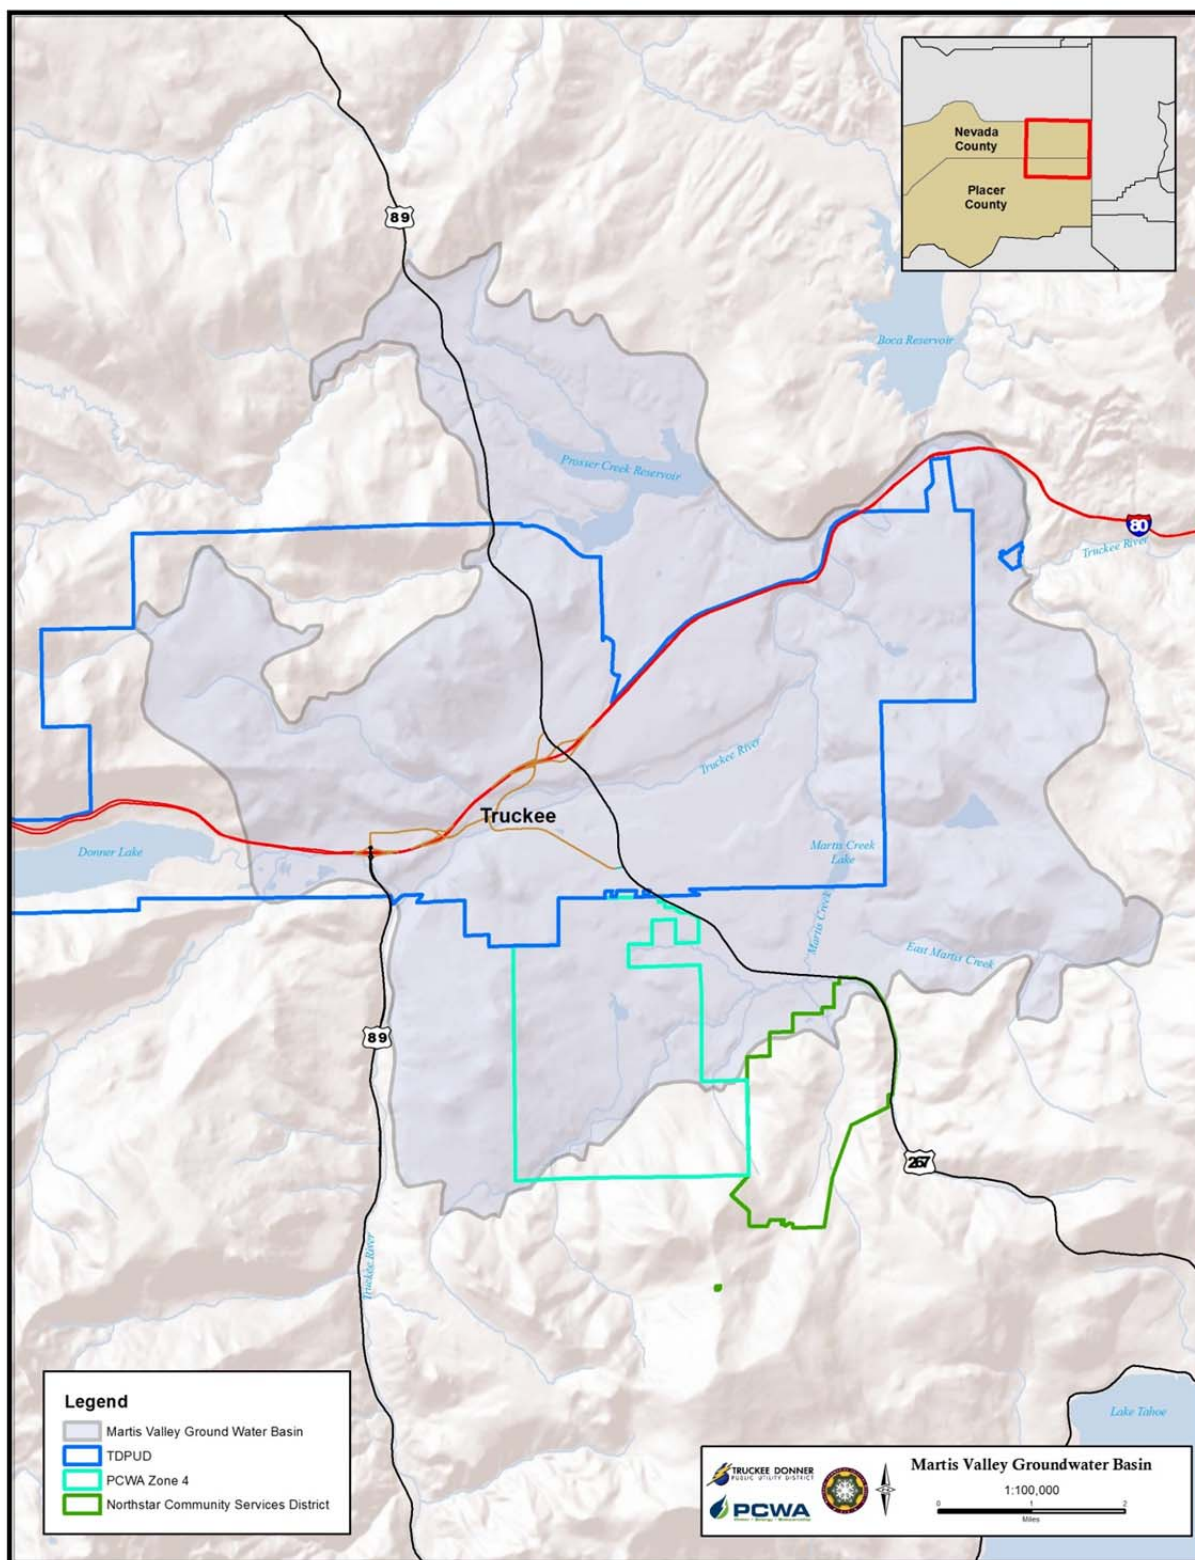 Nevada
County
Placer
County
89
Boca Reservoir
Prosser Creek Reservoir
80
Truckee River
Truckee River
Truckee
Donner Lake
Martis Creek
Lake
Martis Creek
East Martis Creek
89
267
Truckee River
Lake Tahoe
Legend
Martis Valley Ground Water Basin
TDPUD
PCWA Zone 4
Northstar Community Services District
TRUCKEE DONNER
PUBLIC UTILITY DISTRICT
PCWA
Martis Valley Groundwater Basin
1:100,000
0 1 2
Miles